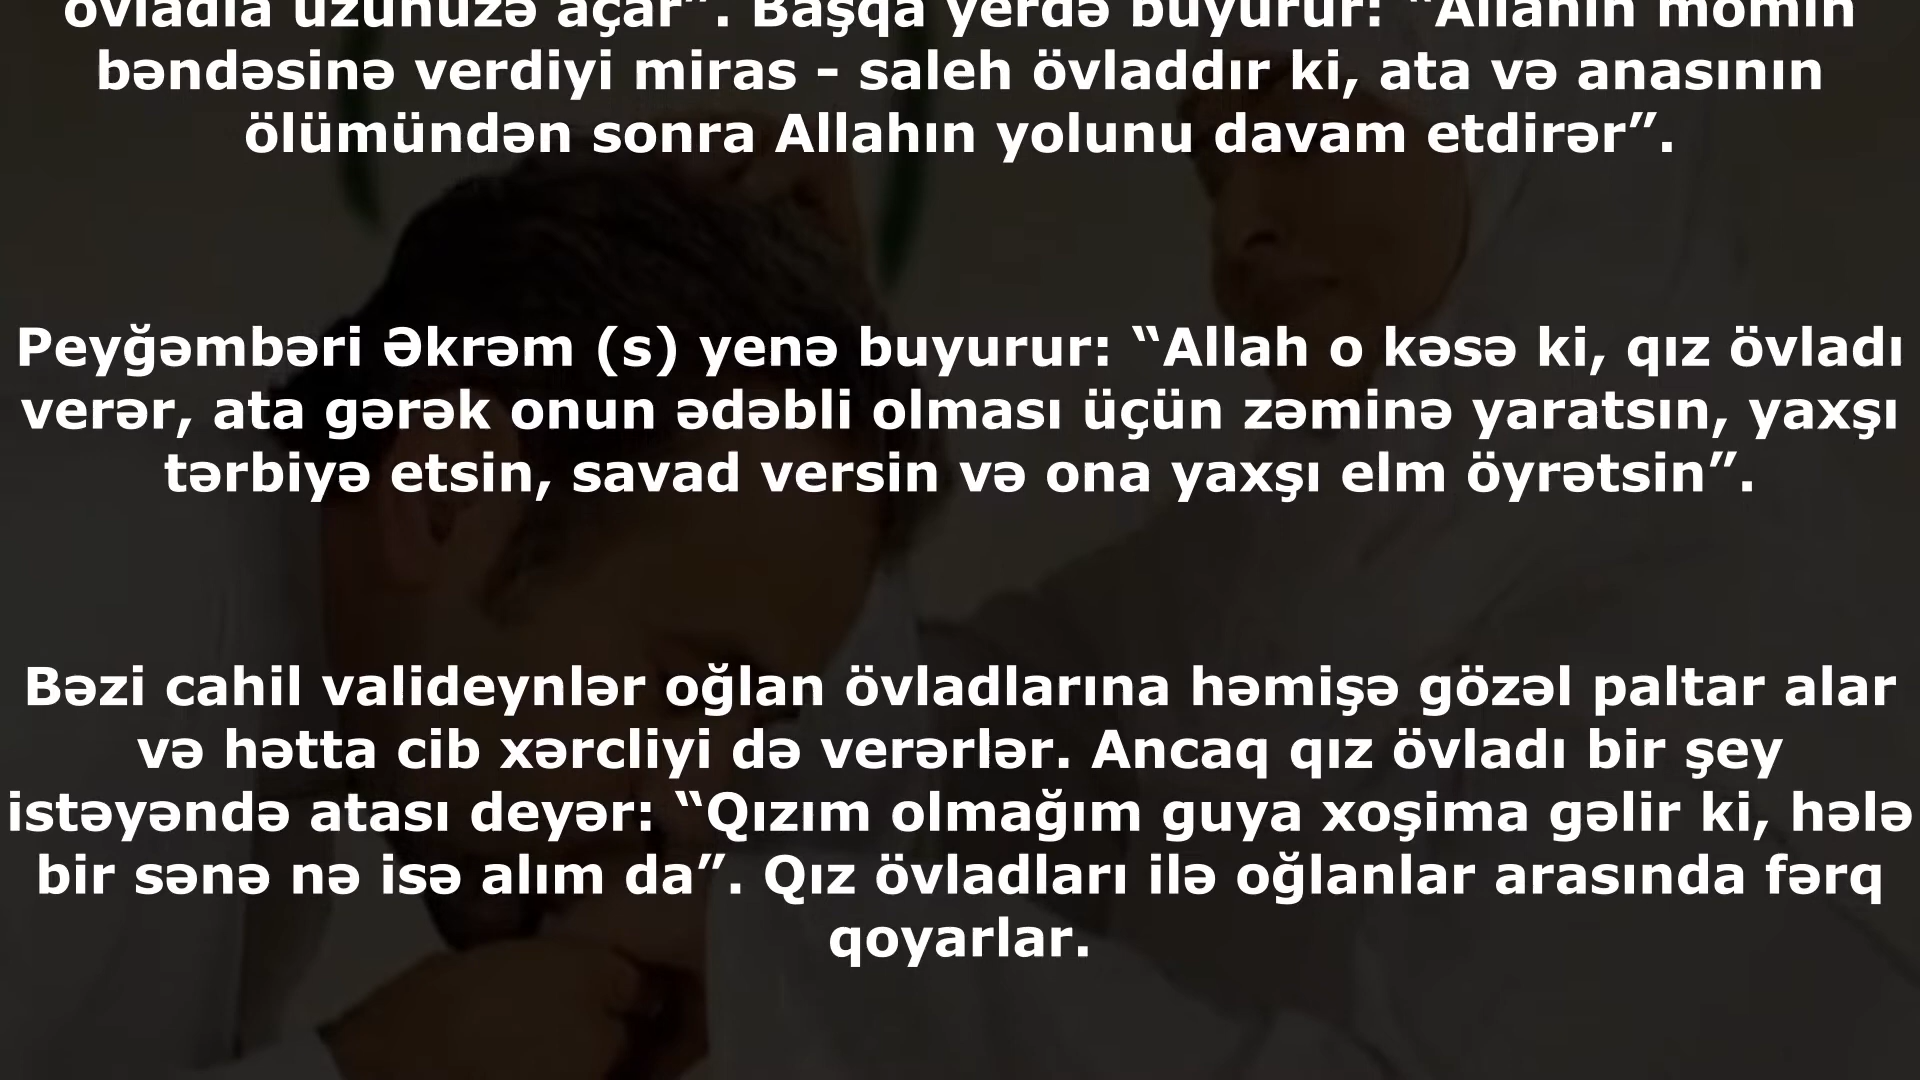 övladla üzünüzə açar”. Başqa yerdə buyurur: “Allahın mömin
bəndəsinə verdiyi miras - saleh övladdır ki, ata və anasının
ölümündən sonra Allahın yolunu davam etdirər”.
Peyğəmbəri Əkrəm (s) yenə buyurur: “Allah o kəsə ki, qız övladı
verər, ata gərək onun ədəbli olması üçün zəminə yaratsın, yaxşı
tərbiyə etsin, savad versin və ona yaxşı elm öyrətsin”.
Bəzi cahil valideynlər oğlan övladlarına həmişə gözəl paltar alar
və hətta cib xərcliyi də verərlər. Ancaq qız övladı bir şey
istəyəndə atası deyər: “Qızım olmağım guya xoşima gəlir ki, hələ
bir sənə nə isə alım da”. Qız övladları ilə oğlanlar arasında fərq
qoyarlar.